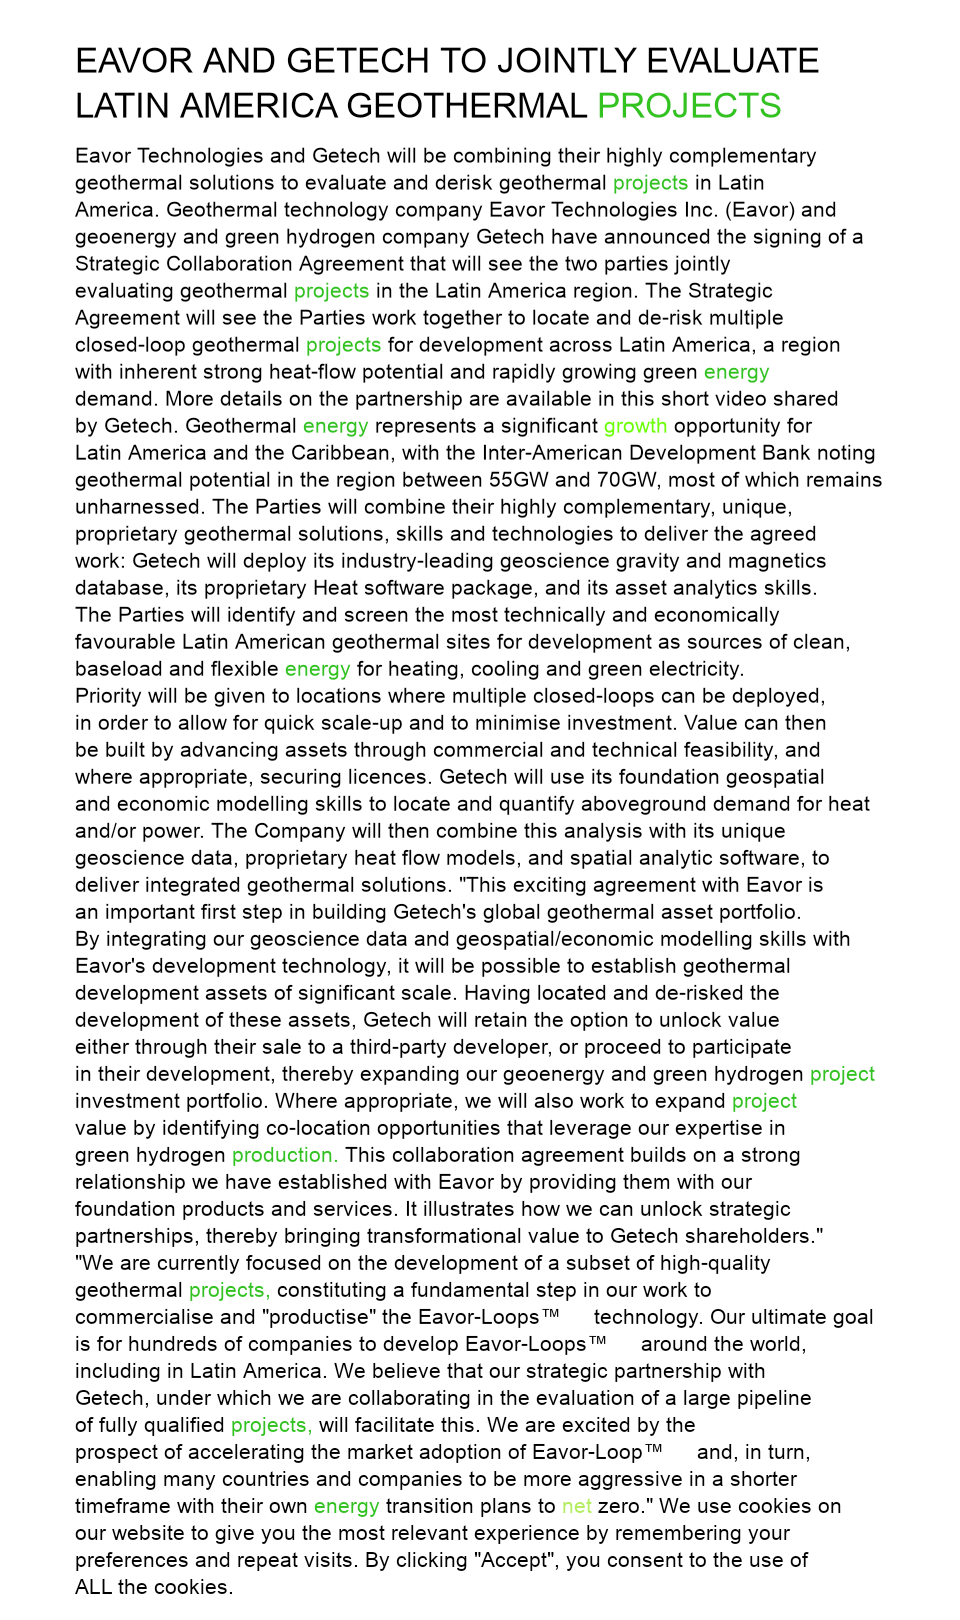 EAVOR AND GETECH TO JOINTLY EVALUATE
LATIN AMERICA GEOTHERMAL PROJECTS
Eavor Technologies and Getech will be combining their highly complementary
geothermal solutions to evaluate and derisk geothermal projects in Latin
America. Geothermal technology company Eavor Technologies Inc. (Eavor) and
geoenergy and green hydrogen company Getech have announced the signing of a
Strategic Collaboration Agreement that will see the two parties jointly
evaluating geothermal projects in the Latin America region. The Strategic
Agreement will see the Parties work together to locate and de-risk multiple
closed-loop geothermal projects for development across Latin America, a region
with inherent strong heat-flow potential and rapidly growing green energy
demand. More details on the partnership are available in this short video shared
by Getech. Geothermal energy represents a significant growth opportunity for
Latin America and the Caribbean, with the Inter-American Development Bank noting
geothermal potential in the region between 55GW and 70GW, most of which remains
unharnessed. The Parties will combine their highly complementary, unique,
proprietary geothermal solutions, skills and technologies to deliver the agreed
work: Getech will deploy its industry-leading geoscience gravity and magnetics
database, its proprietary Heat software package, and its asset analytics skills.
The Parties will identify and screen the most technically and economically
favourable Latin American geothermal sites for development as sources of clean,
baseload and flexible energy for heating, cooling and green electricity.
Priority will be given to locations where multiple closed-loops can be deployed,
in order to allow for quick scale-up and to minimise investment. Value can then
be built by advancing assets through commercial and technical feasibility, and
where appropriate, securing licences. Getech will use its foundation geospatial
and economic modelling skills to locate and quantify aboveground demand for heat
and/or power. The Company will then combine this analysis with its unique
geoscience data, proprietary heat flow models, and spatial analytic software, to
deliver integrated geothermal solutions. "This exciting agreement with Eavor is
an important first step in building Getech's global geothermal asset portfolio.
By integrating our geoscience data and geospatial/economic modelling skills with
Eavor's development technology, it will be possible to establish geothermal
development assets of significant scale. Having located and de-risked the
development of these assets, Getech will retain the option to unlock value
either through their sale to a third-party developer, or proceed to participate
in their development, thereby expanding our geoenergy and green hydrogen project
investment portfolio. Where appropriate, we will also work to expand project
value by identifying co-location opportunities that leverage our expertise in
green hydrogen production. This collaboration agreement builds on a strong
relationship we have established with Eavor by providing them with our
foundation products and services. It illustrates how we can unlock strategic
partnerships, thereby bringing transformational value to Getech shareholders."
"We are currently focused on the development of a subset of high-quality
geothermal projects, constituting a fundamental step in our work to
commercialise and "productise" the Eavor-Loops™ technology. Our ultimate goal
is for hundreds of companies to develop Eavor-Loops™ around the world,
including in Latin America. We believe that our strategic partnership with
Getech, under which we are collaborating in the evaluation of a large pipeline
of fully qualified projects, will facilitate this. We are excited by the
prospect of accelerating the market adoption of Eavor-Loop™ and, in turn,
enabling many countries and companies to be more aggressive in a shorter
timeframe with their own energy transition plans to net zero." We use cookies on
our website to give you the most relevant experience by remembering your
preferences and repeat visits. By clicking "Accept", you consent to the use of
ALL the cookies.